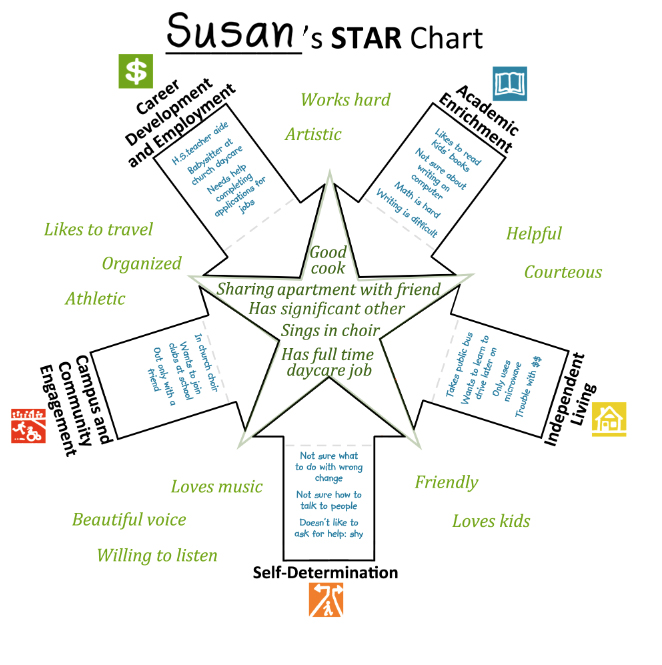 Susan's STAR Chart
$
Career
Development
and Employment
H.S.teacher aide
Babysitter at
church daycare
Needs help
completing
applications for
jobs
Works hard
Artistic
Academic
Enrichment
Likes to read
kids' books
Not sure about
writing on
computer
Math is hard
Writing is difficult
Likes to travel
Organized
Athletic
Helpful
Courteous
Good
cook
Sharing apartment with friend
Has significant other
Sings in choir
Has full time
daycare job
Campus and
Community
Engagement
In church choir
Wants to join
clubs at school
Out only with a
friend
Takes public bus
Wants to learn to
drive later on
Only uses
microwave
Trouble with $$
Independent
Living
Not sure what
to do with wrong
change
Not sure how to
talk to people
Doesn't like to
ask for help: shy
Self-Determination
Loves music
Beautiful voice
Willing to listen
Friendly
Loves kids